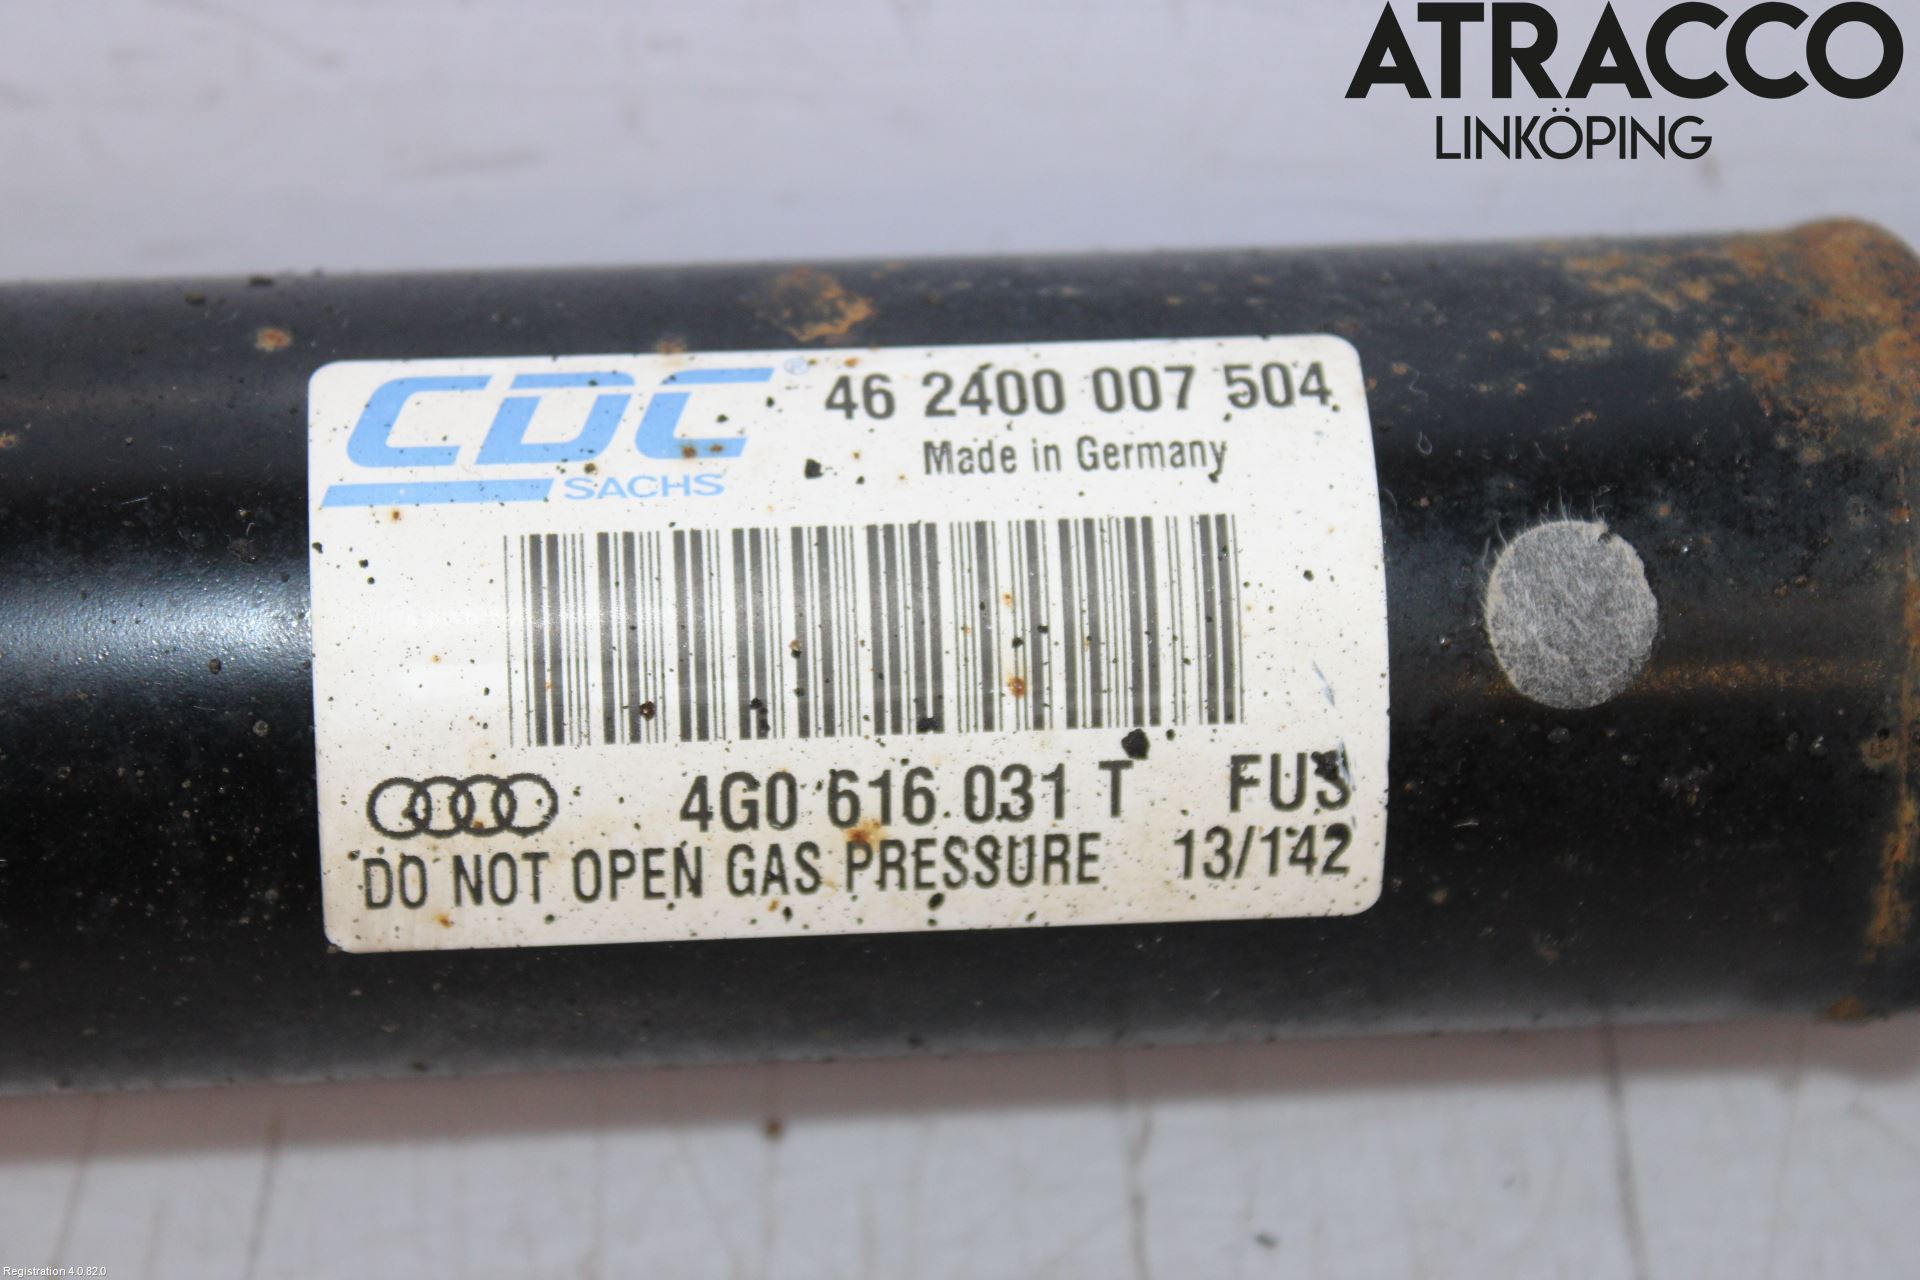 ATRACCO
LINKÖPING
CDC® 46 2400 007 504
SACHS Made in Germany
4G0 616 031 T FUS
DO NOT OPEN GAS PRESSURE 13/142
Registration 4.0.82.0